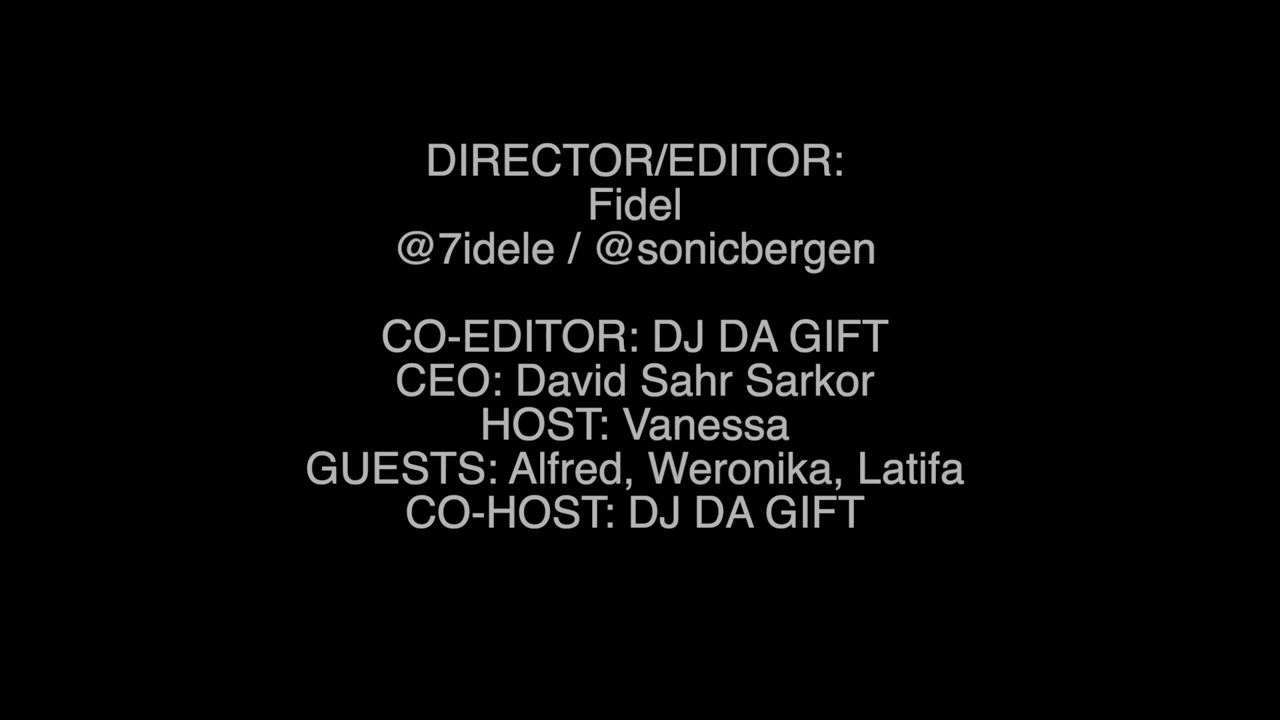 DIRECTOR/EDITOR:
Fidel
@7idele / @sonicbergen
CO-EDITOR: DJ DA GIFT
CEO: David Sahr Sarkor
HOST: Vanessa
GUESTS: Alfred, Weronika, Latifa
CO-HOST: DJ DA GIFT